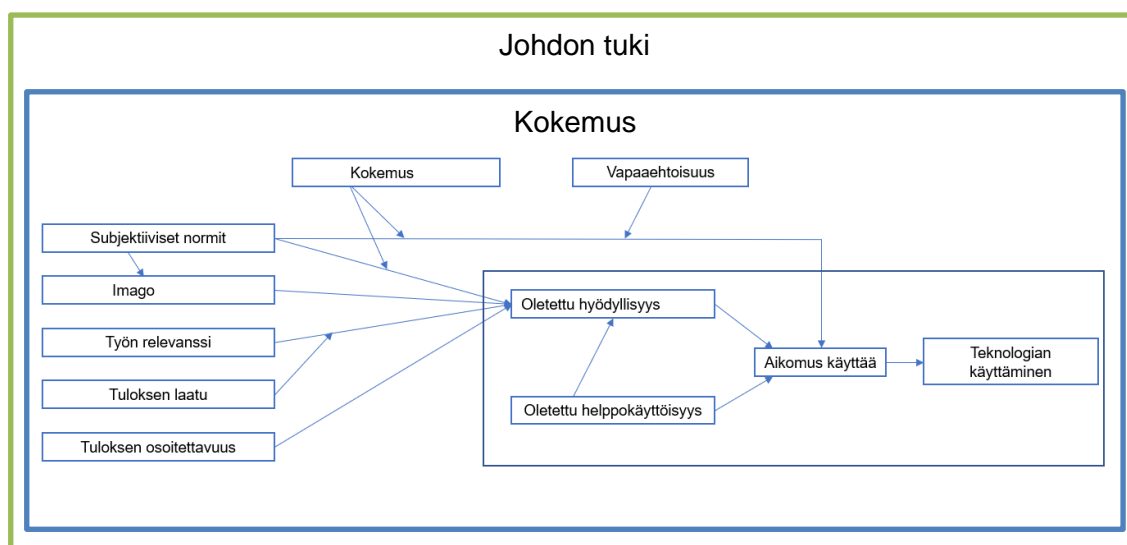 Johdon tuki
Kokemus
Kokemus
Vapaaehtoisuus
Subjektiiviset normit
Imago
Oletettu hyödyllisyys
Työn relevanssi
Aikomus käyttää
Teknologian
käyttäminen
Tuloksen laatu
Oletettu helppokäyttöisyys
Tuloksen osoitettavuus